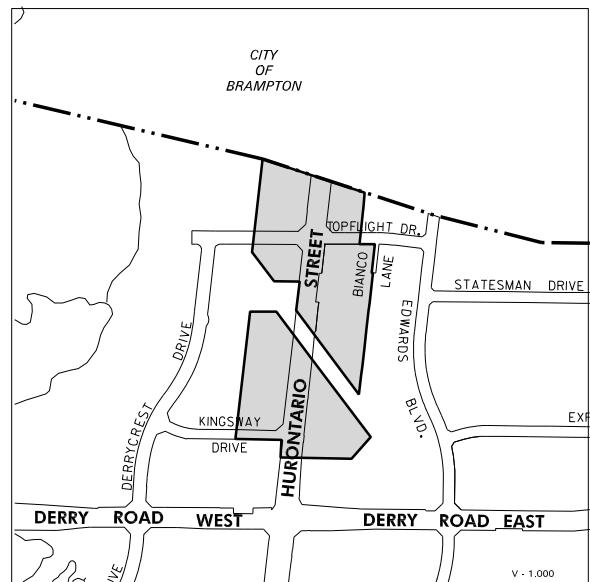 CITY
OF
BRAMPTON
TOPFLIGHT DR.
STREET
BIANCO
LANE
STATESMAN DRIVE
EDWARDS
BLVD.
DRIVE
DERRYCREST
KINGSWAY
DRIVE
HURONTARIO
EXP
DERRY ROAD WEST
DERRY ROAD EAST
V - 1.000